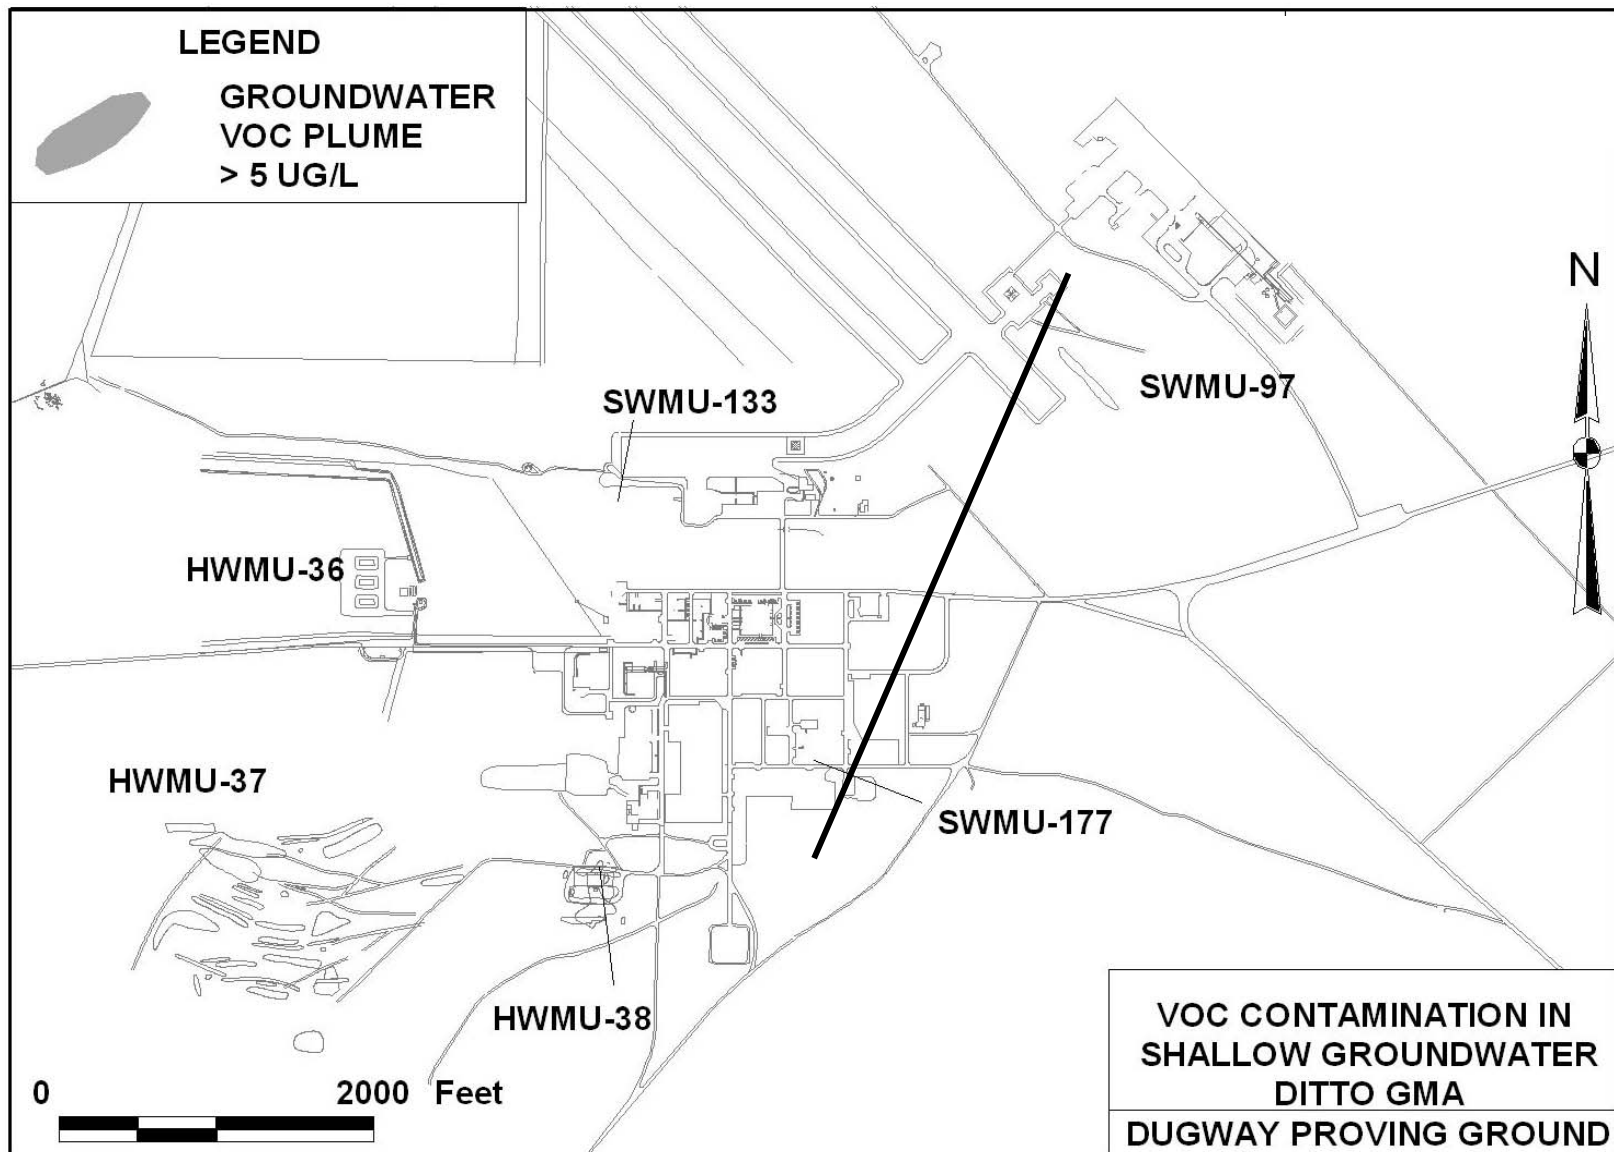 LEGEND
GROUNDWATER
VOC PLUME
> 5 UG/L
N
SWMU-97
SWMU-133
HWMU-36
HWMU-37
SWMU-177
HWMU-38
0 2000 Feet
VOC CONTAMINATION IN
SHALLOW GROUNDWATER
DITTO GMA
DUGWAY PROVING GROUND